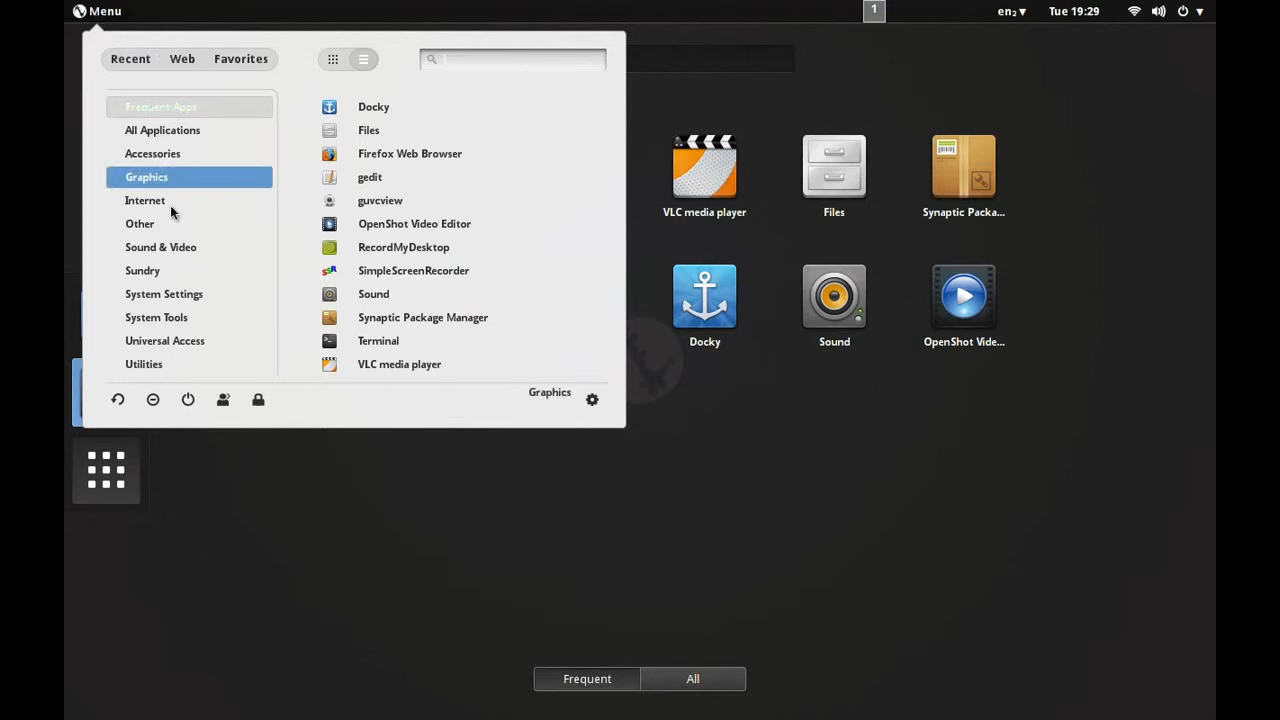 Menu
1
en₂ ▾
Tue 19:29
Recent
Web
Favorites
Frequent Apps
All Applications
Accessories
Graphics
Internet
Other
Sound & Video
Sundry
System Settings
System Tools
Universal Access
Utilities
Docky
Files
Firefox Web Browser
gedit
guvcview
OpenShot Video Editor
RecordMyDesktop
SimpleScreenRecorder
Sound
Synaptic Package Manager
Terminal
VLC media player
Graphics
VLC media player
Files
Synaptic Packa...
Docky
Sound
OpenShot Vide...
Frequent
All